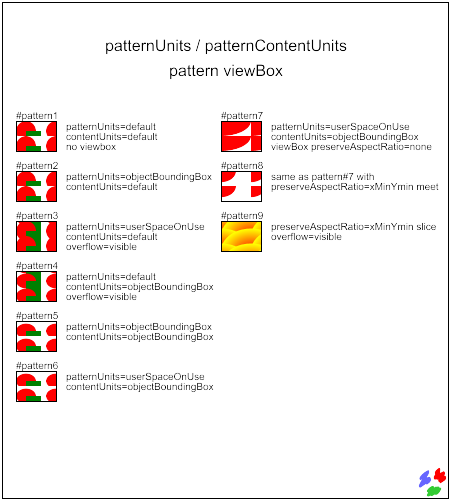 patternUnits / patternContentUnits
pattern viewBox
#pattern1
patternUnits=default
contentUnits=default
no viewbox
#pattern2
patternUnits=objectBoundingBox
contentUnits=default
#pattern3
patternUnits=userSpaceOnUse
contentUnits=default
overflow=visible
#pattern4
patternUnits=default
contentUnits=objectBoundingBox
overflow=visible
#pattern5
patternUnits=objectBoundingBox
contentUnits=objectBoundingBox
#pattern6
patternUnits=userSpaceOnUse
contentUnits=objectBoundingBox
#pattern7
patternUnits=userSpaceOnUse
contentUnits=objectBoundingBox
viewBox preserveAspectRatio=none
#pattern8
same as pattern#7 with
preserveAspectRatio=xMinYmin meet
#pattern9
preserveAspectRatio=xMinYmin slice
overflow=visible